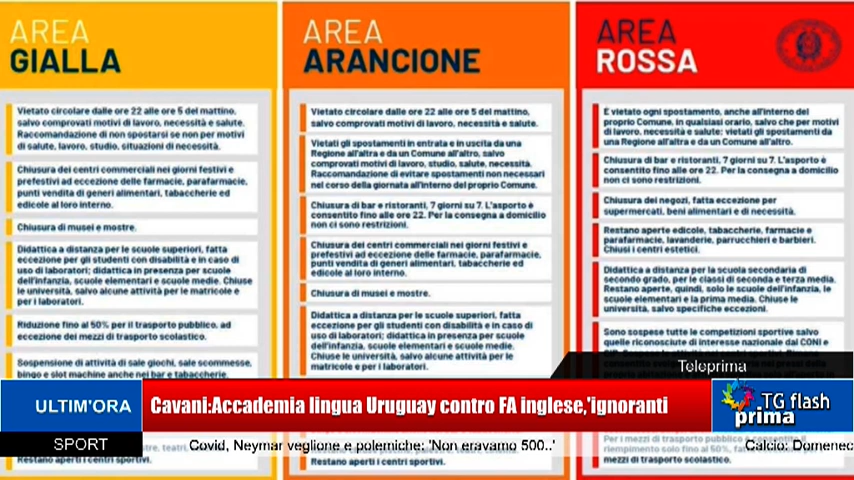 AREA
GIALLA
Vietato circolare dalle ore 22 alle ore 5 del mattino,
salvo comprovati motivi di lavoro, necessità e salute.
Raccomandazione di non spostarsi se non per motivi
di salute, lavoro, studio, situazioni di necessità.
Chiusura dei centri commerciali nei giorni festivi e
prefestivi ad eccezione delle farmacie, parafarmacie,
punti vendita di generi alimentari, tabaccherie ed
edicole al loro interno.
Chiusura di musei e mostre.
Didattica a distanza per le scuole superiori, fatta
eccezione per gli studenti con disabilità e in caso di
uso di laboratori; didattica in presenza per scuole
dell'infanzia, scuole elementari e scuole medie. Chiuse
le università, salvo alcune attività per le matricole e
per i laboratori.
Riduzione fino al 50% per il trasporto pubblico, ad
eccezione dei mezzi di trasporto scolastico.
Sospensione di attività di sale giochi, sale scommesse,
bingo e slot machine anche nei bar e tabaccherie.
Restano aperti i centri sportivi.
AREA
ARANCIONE
Vietato circolare dalle ore 22 alle ore 5 del mattino,
salvo comprovati motivi di lavoro, necessità e salute.
Vietati gli spostamenti in entrata e in uscita da una
Regione all'altra e da un Comune all'altro, salvo
comprovati motivi di lavoro, studio, salute, necessità.
Raccomandazione di evitare spostamenti non necessari
nel corso della giornata all'interno del proprio Comune.
Chiusura di bar e ristoranti, 7 giorni su 7. L'asporto è
consentito fino alle ore 22. Per la consegna a domicilio
non ci sono restrizioni.
Chiusura dei centri commerciali nei giorni festivi e
prefestivi ad eccezione delle farmacie, parafarmacie,
punti vendita di generi alimentari, tabaccherie ed
edicole al loro interno.
Chiusura di musei e mostre.
Didattica a distanza per le scuole superiori, fatta
eccezione per gli studenti con disabilità e in caso di
uso di laboratori; didattica in presenza per scuole
dell'infanzia, scuole elementari e scuole medie.
Chiuse le università, salvo alcune attività per le
matricole e per i laboratori.
Restano aperti i centri sportivi.
AREA
ROSSA
È vietato ogni spostamento, anche all'interno del
proprio Comune, in qualsiasi orario, salvo che per motivi
di lavoro, necessità e salute; vietati gli spostamenti da
una Regione all'altra e da un Comune all'altro.
Chiusura di bar e ristoranti, 7 giorni su 7. L'asporto è
consentito fino alle ore 22. Per la consegna a domicilio
non ci sono restrizioni.
Chiusura dei negozi, fatta eccezione per
supermercati, beni alimentari e di necessità.
Restano aperte edicole, tabaccherie, farmacie e
parafarmacie, lavanderie, parrucchieri e barbieri.
Chiusi i centri estetici.
Didattica a distanza per la scuola secondaria di
secondo grado, per le classi di seconda e terza media.
Restano aperte, quindi, solo le scuole dell'infanzia, le
scuole elementari e la prima media. Chiuse le
università, salvo specifiche eccezioni.
Sono sospese tutte le competizioni sportive salvo
quelle riconosciute di interesse nazionale dal CONI e
Per i mezzi di trasporto pubblico è consentito il
riempimento solo fino al 50%, fatta
mezzi di trasporto scolastico.
Teleprima
ULTIM'ORA
Cavani:Accademia lingua Uruguay contro FA inglese,'ignoranti
TG flash
prima
SPORT
Covid, Neymar veglione e polemiche; 'Non eravamo 500..'
Calcio: Domenec